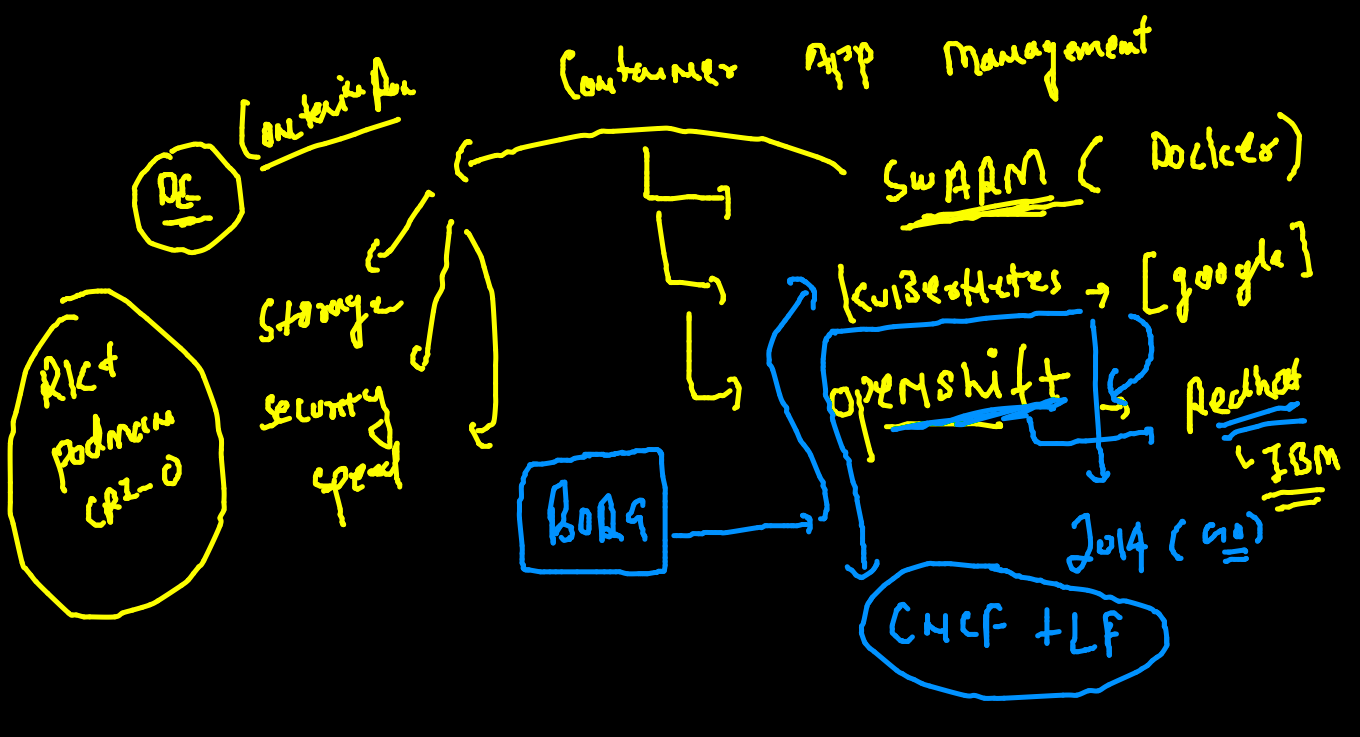 Container App Management
DE
SWARM ( Docker )
Storage
Kubernetes → [google]
Rkt
podman
CRI-O
security
openshift → Redhat
IBM
speed
BORG
2014 ( GO )
CNCF + LF